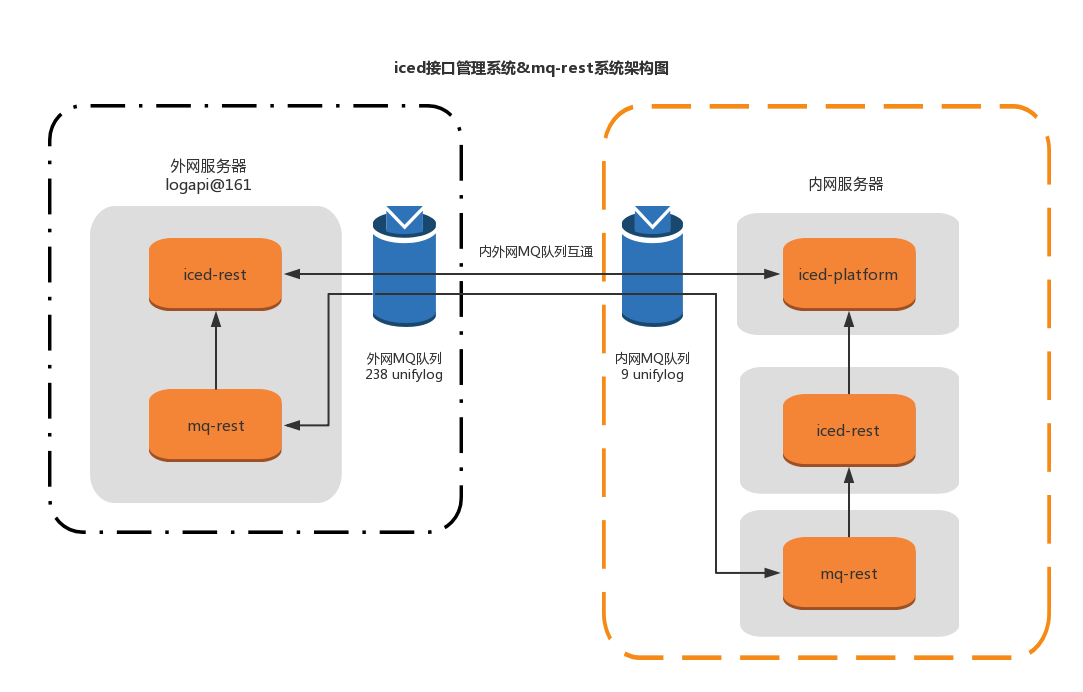 iced接口管理系统&mq-rest系统架构图
外网服务器
logapi@161
iced-rest
mq-rest
外网MQ队列
238 unifylog
内外网MQ队列互通
内网MQ队列
9 unifylog
内网服务器
iced-platform
iced-rest
mq-rest